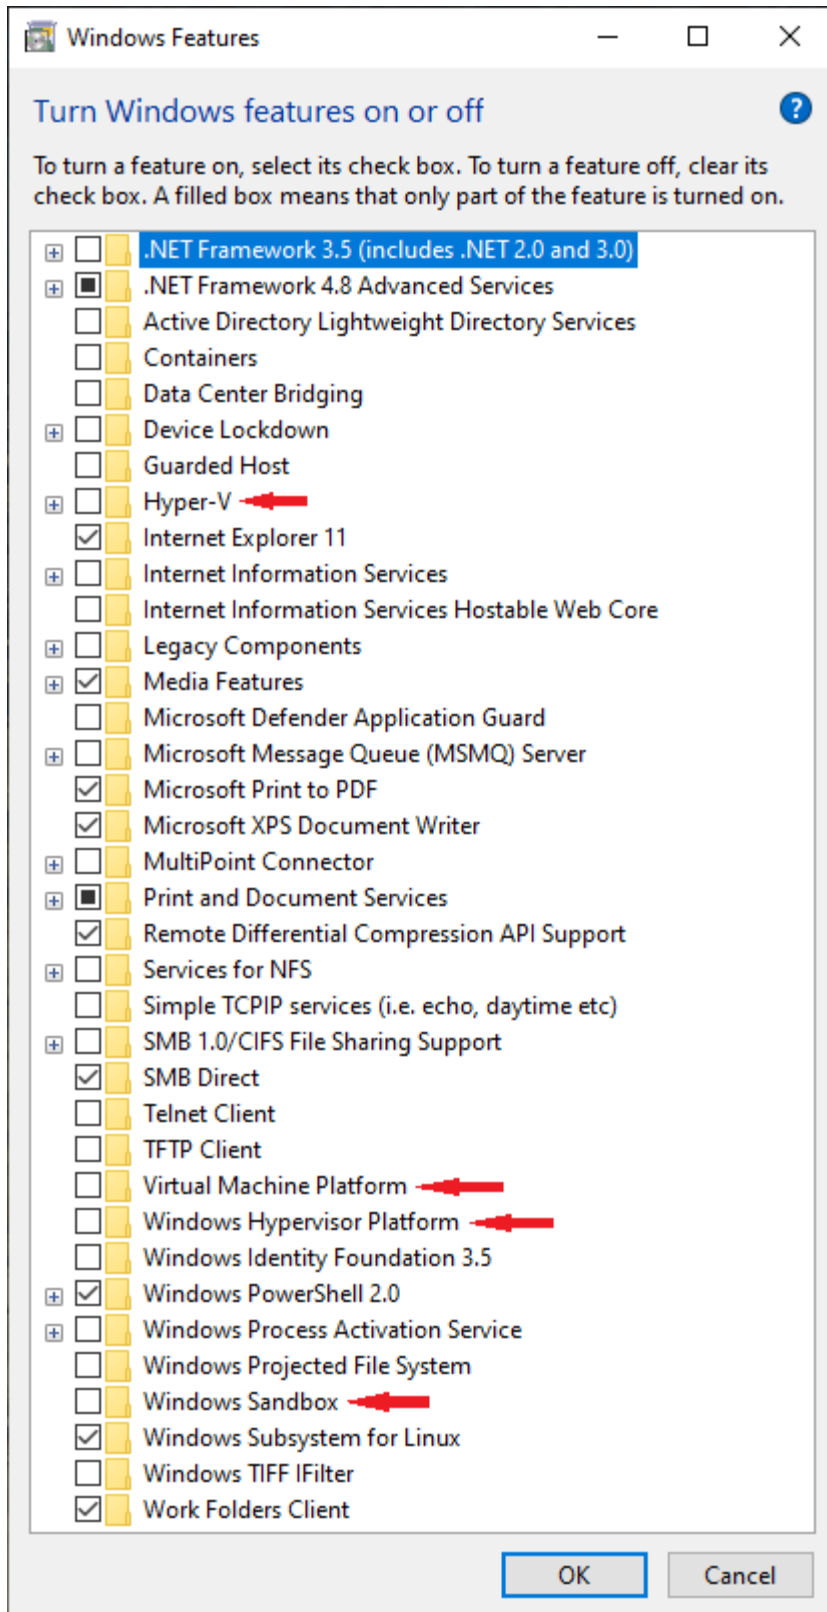 Windows Features
Turn Windows features on or off
?
To turn a feature on, select its check box. To turn a feature off, clear its
check box. A filled box means that only part of the feature is turned on.
.NET Framework 3.5 (includes .NET 2.0 and 3.0)
.NET Framework 4.8 Advanced Services
Active Directory Lightweight Directory Services
Containers
Data Center Bridging
Device Lockdown
Guarded Host
Hyper-V
Internet Explorer 11
Internet Information Services
Internet Information Services Hostable Web Core
Legacy Components
Media Features
Microsoft Defender Application Guard
Microsoft Message Queue (MSMQ) Server
Microsoft Print to PDF
Microsoft XPS Document Writer
MultiPoint Connector
Print and Document Services
Remote Differential Compression API Support
Services for NFS
Simple TCPIP services (i.e. echo, daytime etc)
SMB 1.0/CIFS File Sharing Support
SMB Direct
Telnet Client
TFTP Client
Virtual Machine Platform
Windows Hypervisor Platform
Windows Identity Foundation 3.5
Windows PowerShell 2.0
Windows Process Activation Service
Windows Projected File System
Windows Sandbox
Windows Subsystem for Linux
Windows TIFF IFilter
Work Folders Client
OK
Cancel